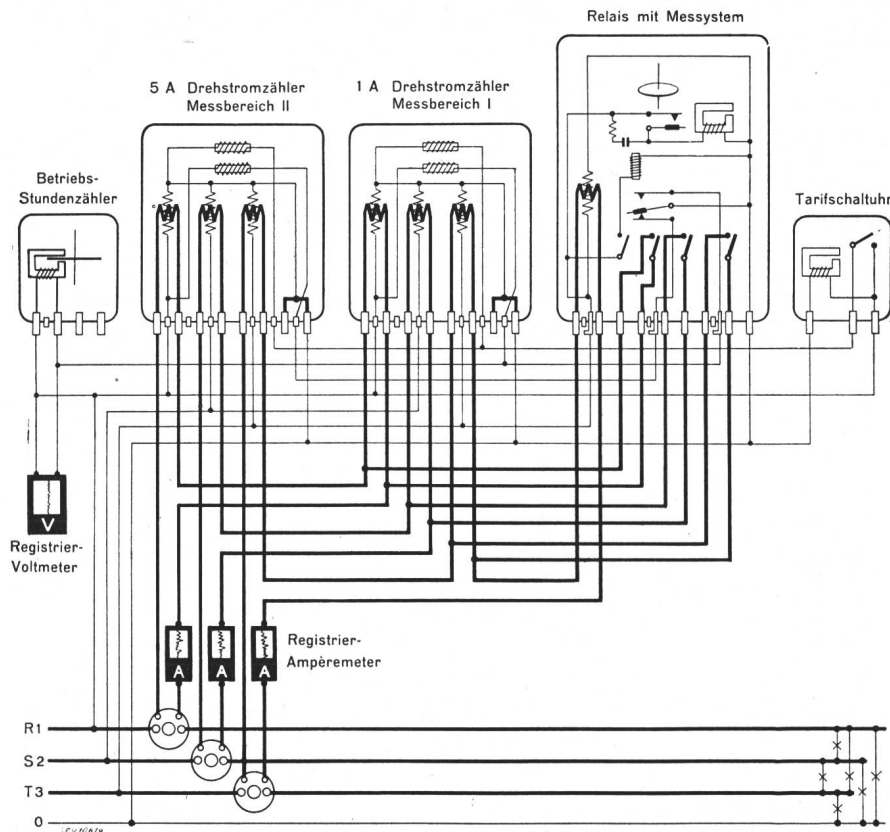 Relais mit Messystem
5 A Drehstromzähler
Messbereich II
1 A Drehstromzähler
Messbereich I
Betriebs-
Stundenzähler
Tarifschaltuhr
V
Registrier-
Voltmeter
A
A
A
Registrier-
Ampèremeter
R1
S2
T3
0